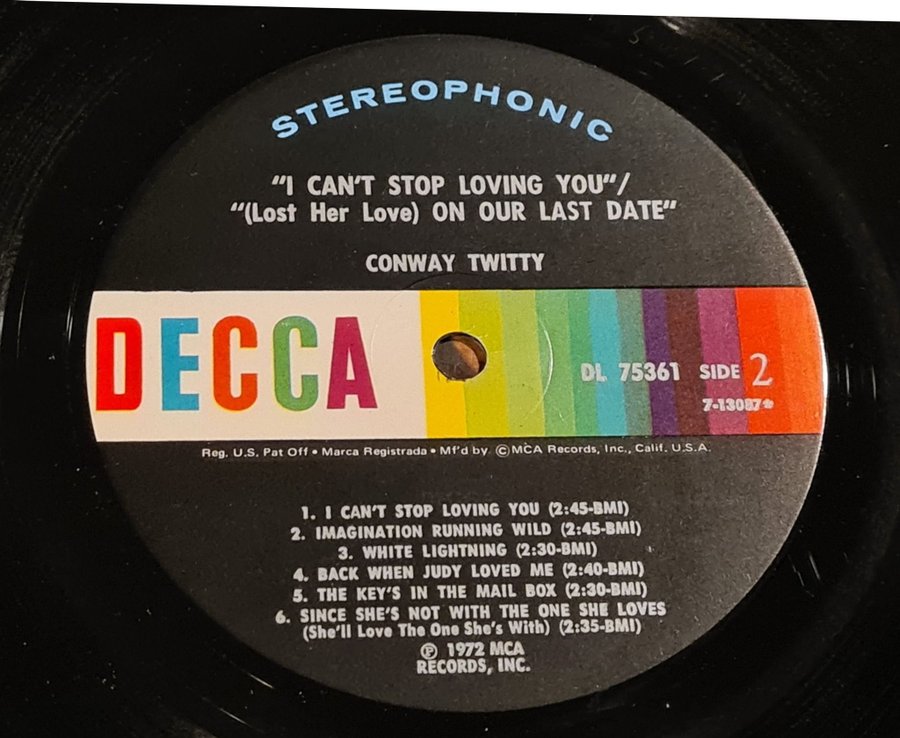 STEREOPHONIC
"I CAN'T STOP LOVING YOU"/
"(Lost Her Love) ON OUR LAST DATE"
CONWAY TWITTY
DECCA
DL 75361 SIDE 2
7-13087*
Reg. U.S. Pat Off • Marca Registrada • Mf'd by ©MCA Records, Inc., Calif. U.S.A.
1. I CAN'T STOP LOVING YOU (2:45-BMI)
2. IMAGINATION RUNNING WILD (2:45-BMI)
3. WHITE LIGHTNING (2:30-BMI)
4. BACK WHEN JUDY LOVED ME (2:40-BMI)
5. THE KEY'S IN THE MAIL BOX (2:30-BMI)
6. SINCE SHE'S NOT WITH THE ONE SHE LOVES
(She'll Love The One She's With) (2:35-BMI)
℗ 1972 MCA
RECORDS, INC.